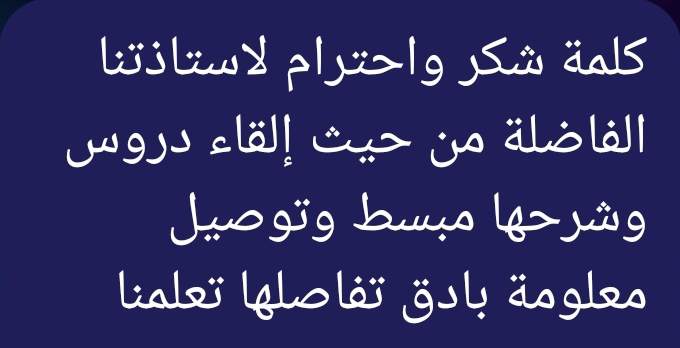 كلمة شكر واحترام لاستاذتنا
الفاضلة من حيث إلقاء دروس
وشرحها مبسط وتوصيل
معلومة بادق تفاصلها تعلمنا